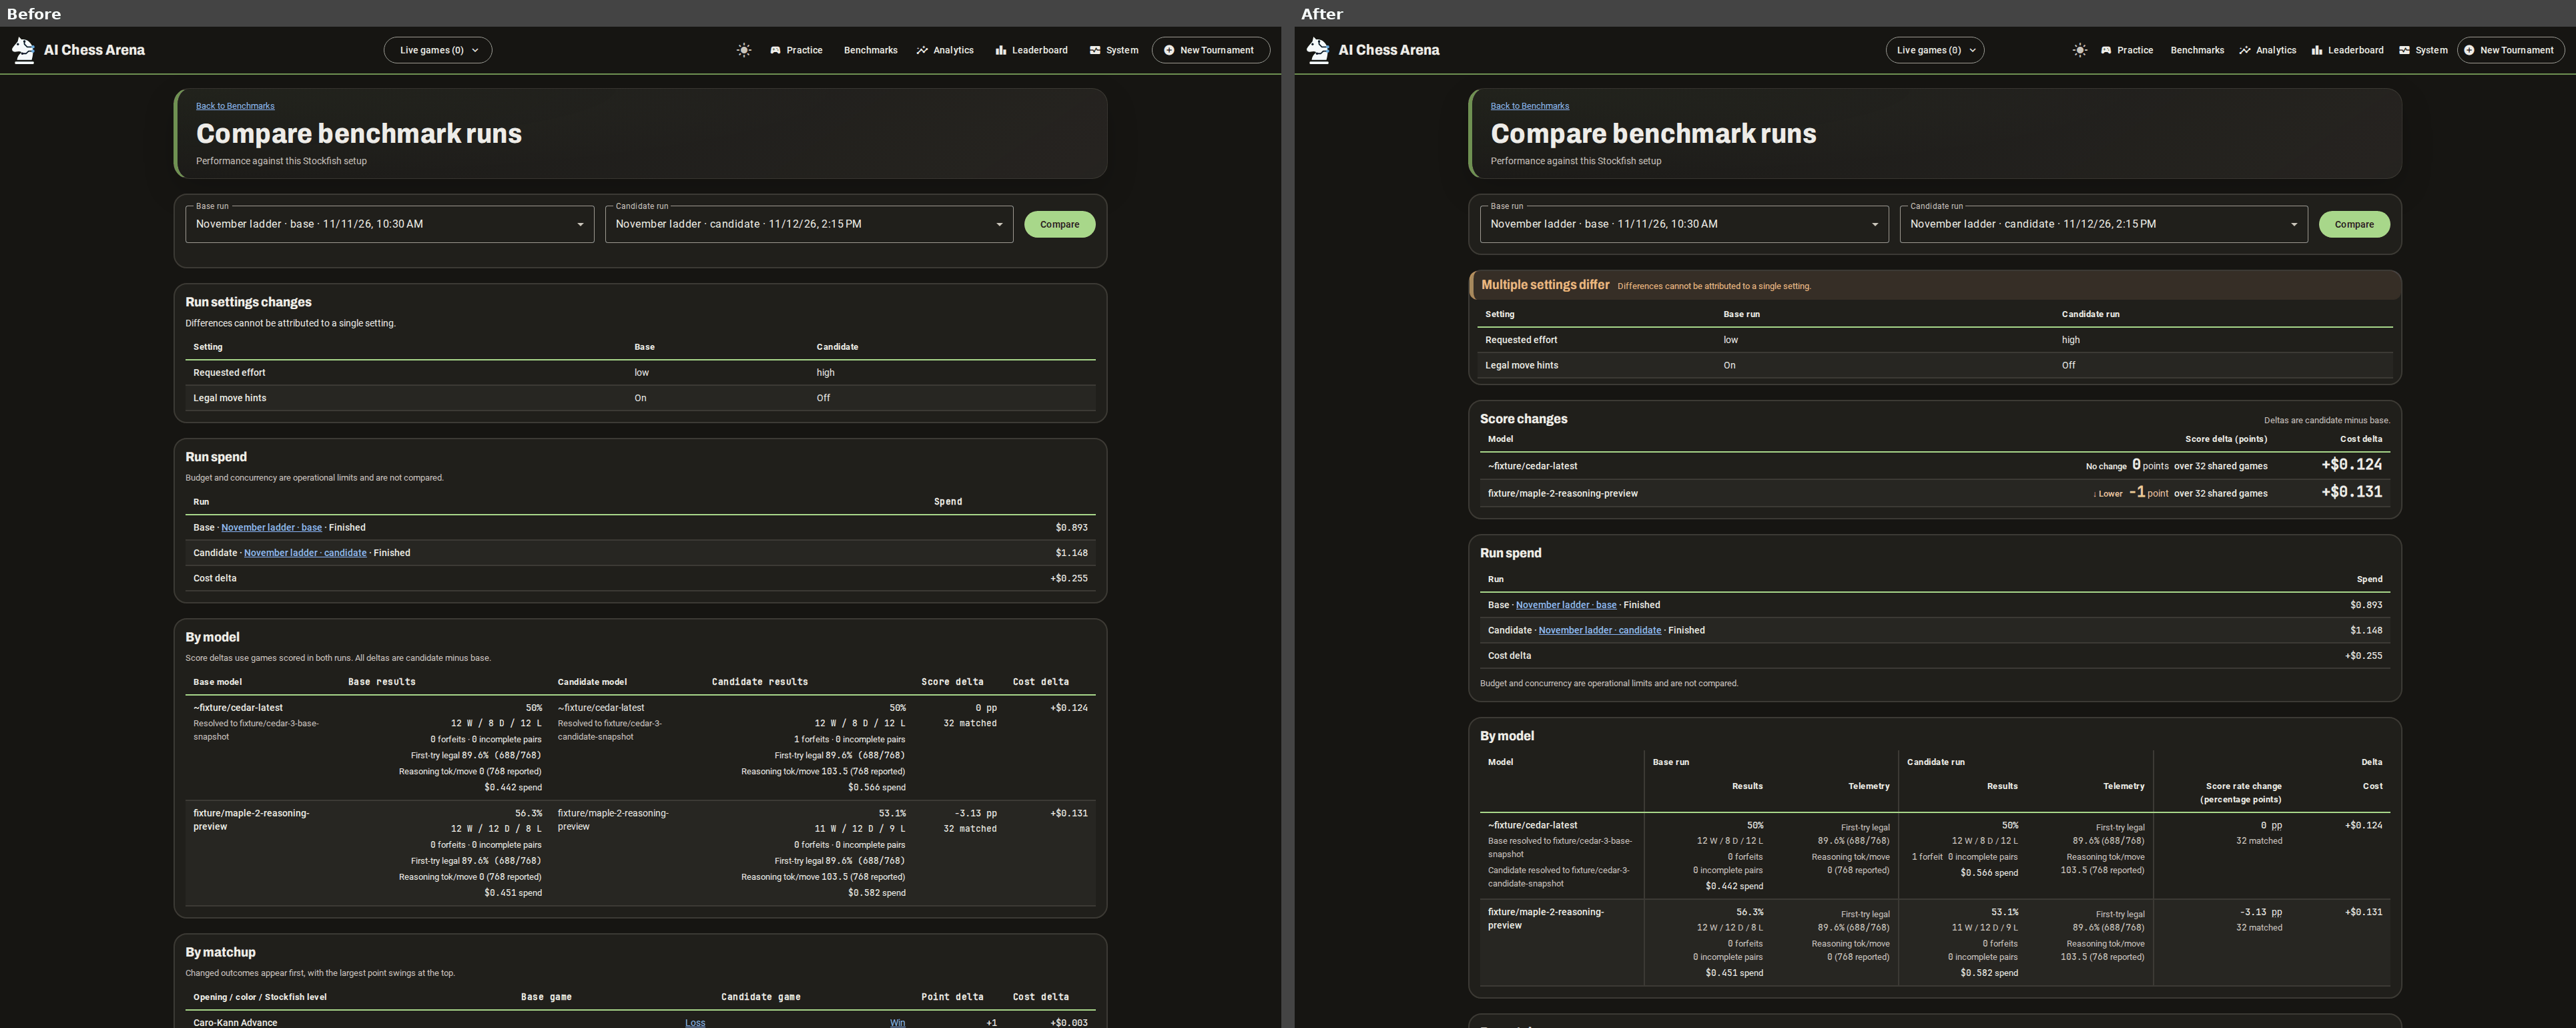 Before
AI Chess Arena
Live games (0)
Practice
Benchmarks
Analytics
Leaderboard
System
New Tournament
Back to Benchmarks
Compare benchmark runs
Performance against this Stockfish setup
Base run
November ladder · base · 11/11/26, 10:30 AM
Candidate run
November ladder · candidate · 11/12/26, 2:15 PM
Compare
Run settings changes
Differences cannot be attributed to a single setting.
Setting Base Candidate
Requested effort low high
Legal move hints On Off
Run spend
Budget and concurrency are operational limits and are not compared.
Run Spend
Base · November ladder · base · Finished $0.893
Candidate · November ladder · candidate · Finished $1.148
Cost delta +$0.255
By model
Score deltas use games scored in both runs. All deltas are candidate minus base.
Base model Base results Candidate model Candidate results Score delta Cost delta
~fixture/cedar-latest 50% ~fixture/cedar-latest 50% 0 pp +$0.124
Resolved to fixture/cedar-3-base- 12 W / 8 D / 12 L Resolved to fixture/cedar-3- 12 W / 8 D / 12 L 32 matched
snapshot 0 forfeits · 0 incomplete pairs candidate-snapshot 1 forfeits · 0 incomplete pairs
First-try legal 89.6% (688/768) First-try legal 89.6% (688/768)
Reasoning tok/move 0 (768 reported) Reasoning tok/move 103.5 (768 reported)
$0.442 spend $0.566 spend
fixture/maple-2-reasoning- 56.3% fixture/maple-2-reasoning- 53.1% -3.13 pp +$0.131
preview 12 W / 12 D / 8 L preview 11 W / 12 D / 9 L 32 matched
0 forfeits · 0 incomplete pairs 0 forfeits · 0 incomplete pairs
First-try legal 89.6% (688/768) First-try legal 89.6% (688/768)
Reasoning tok/move 0 (768 reported) Reasoning tok/move 103.5 (768 reported)
$0.451 spend $0.582 spend
By matchup
Changed outcomes appear first, with the largest point swings at the top.
Opening / color / Stockfish level Base game Candidate game Point delta Cost delta
Caro-Kann Advance Loss Win +1 +$0.003
After
AI Chess Arena
Live games (0)
Practice
Benchmarks
Analytics
Leaderboard
System
New Tournament
Back to Benchmarks
Compare benchmark runs
Performance against this Stockfish setup
Base run
November ladder · base · 11/11/26, 10:30 AM
Candidate run
November ladder · candidate · 11/12/26, 2:15 PM
Compare
Multiple settings differ Differences cannot be attributed to a single setting.
Setting Base run Candidate run
Requested effort low high
Legal move hints On Off
Score changes Deltas are candidate minus base.
Model Score delta (points) Cost delta
~fixture/cedar-latest No change 0 points over 32 shared games +$0.124
fixture/maple-2-reasoning-preview ↓ Lower -1 point over 32 shared games +$0.131
Run spend
Run Spend
Base · November ladder · base · Finished $0.893
Candidate · November ladder · candidate · Finished $1.148
Cost delta +$0.255
Budget and concurrency are operational limits and are not compared.
By model
Model Base run Candidate run Delta
Results Telemetry Results Telemetry Score rate change Cost
(percentage points)
~fixture/cedar-latest 50% First-try legal 50% First-try legal 0 pp +$0.124
Base resolved to fixture/cedar-3-base- 12 W / 8 D / 12 L 89.6% (688/768) 12 W / 8 D / 12 L 89.6% (688/768) 32 matched
snapshot 0 forfeits Reasoning tok/move 1 forfeit 0 incomplete pairs Reasoning tok/move
Candidate resolved to fixture/cedar-3- 0 incomplete pairs 0 (768 reported) $0.566 spend 103.5 (768 reported)
candidate-snapshot $0.442 spend
fixture/maple-2-reasoning- 56.3% First-try legal 53.1% First-try legal -3.13 pp +$0.131
preview 12 W / 12 D / 8 L 89.6% (688/768) 11 W / 12 D / 9 L 89.6% (688/768) 32 matched
0 forfeits Reasoning tok/move 0 forfeits Reasoning tok/move
0 incomplete pairs 0 (768 reported) 0 incomplete pairs 103.5 (768 reported)
$0.451 spend $0.582 spend